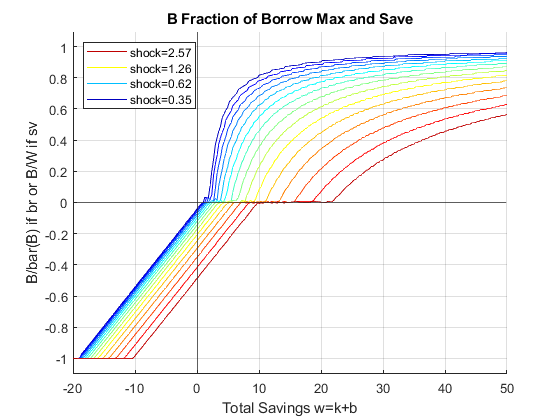 B Fraction of Borrow Max and Save
shock=2.57
shock=1.26
shock=0.62
shock=0.35
B/bar(B) if br or B/W if sv
1
0.8
0.6
0.4
0.2
0
-0.2
-0.4
-0.6
-0.8
-1
-20
-10
0
10
20
30
40
50
Total Savings w=k+b